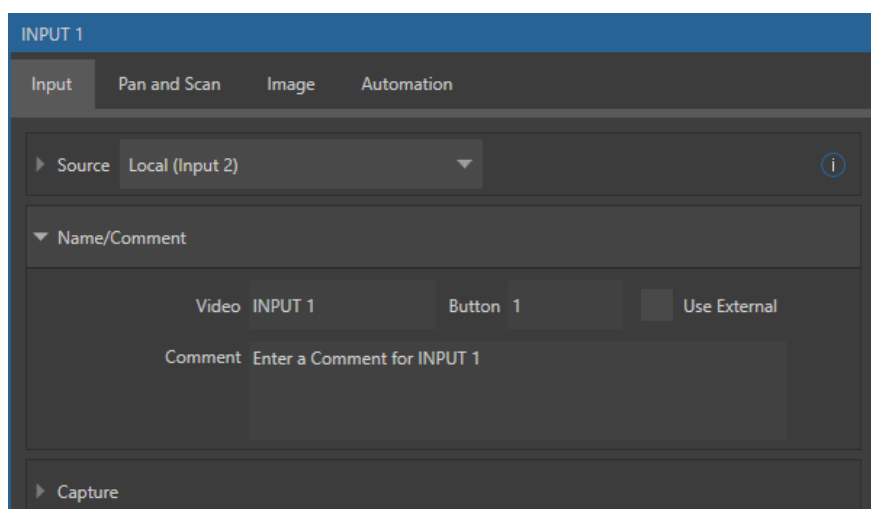 INPUT 1
Input Pan and Scan Image Automation
Source Local (Input 2) i
Name/Comment
Video INPUT 1 Button 1 Use External
Comment Enter a Comment for INPUT 1
Capture